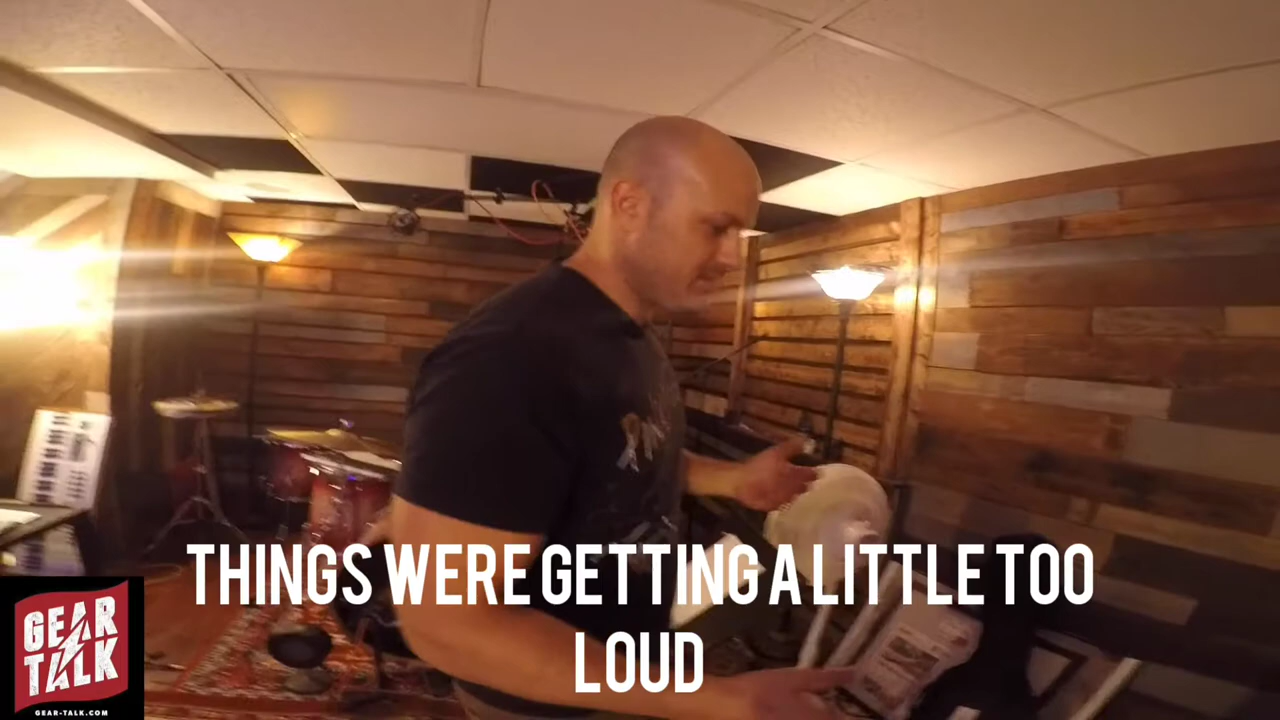 THINGS WERE GETTING A LITTLE TOO
LOUD
GEAR
TALK
GEAR-TALK.COM